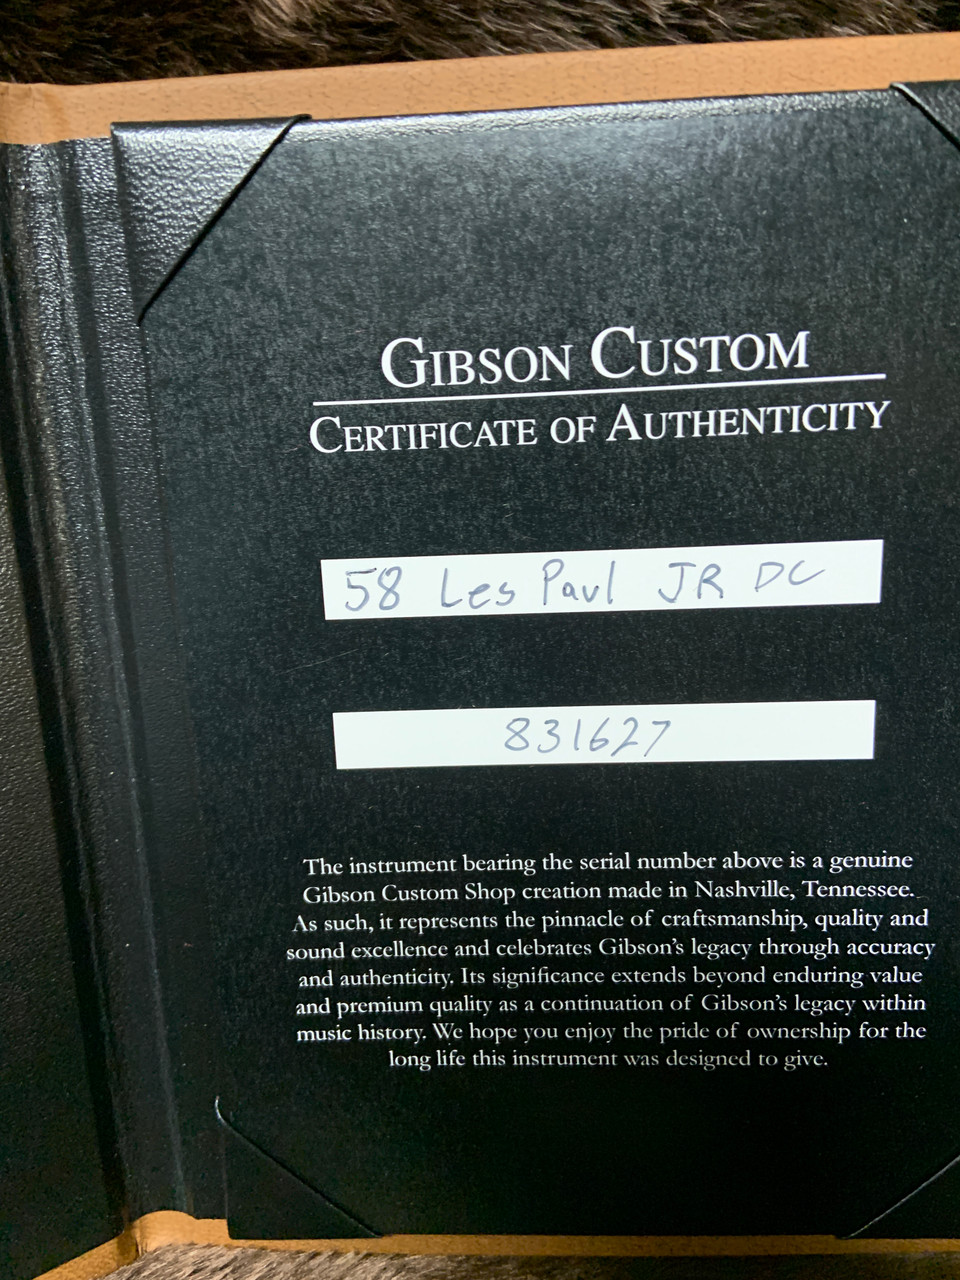 GIBSON CUSTOM
CERTIFICATE OF AUTHENTICITY
58 Les Paul JR DC
831627
The instrument bearing the serial number above is a genuine
Gibson Custom Shop creation made in Nashville, Tennessee.
As such, it represents the pinnacle of craftsmanship, quality and
sound excellence and celebrates Gibson's legacy through accuracy
and authenticity. Its significance extends beyond enduring value
and premium quality as a continuation of Gibson's legacy within
music history. We hope you enjoy the pride of ownership for the
long life this instrument was designed to give.